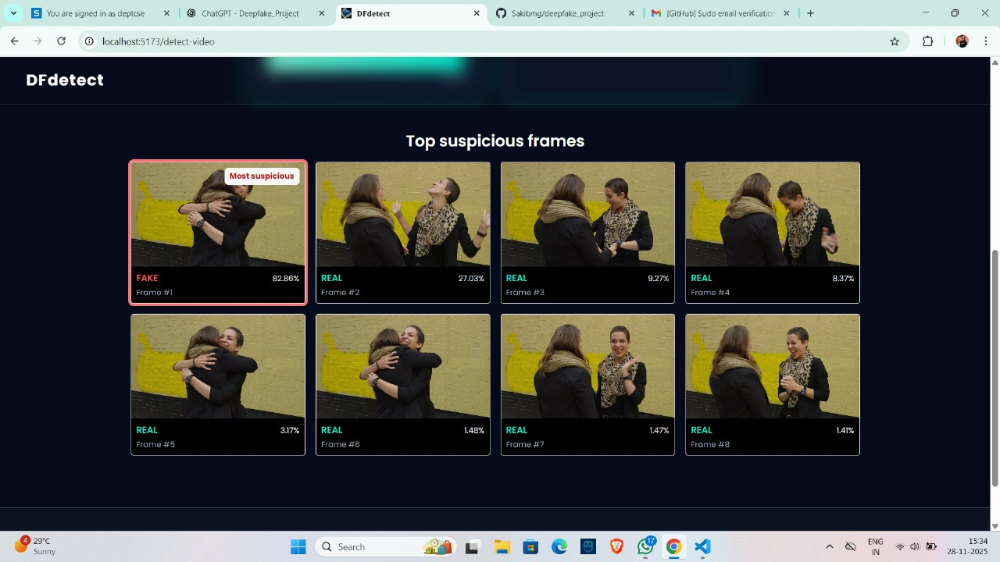 You are signed in as deptcse
ChatGPT - Deepfake_Project
DFdetect
Sakibmg/deepfake_project
[GitHub] Sudo email verification
localhost:5173/detect-video
DFdetect
Top suspicious frames
Most suspicious
FAKE 82.86%
Frame #1
REAL 27.03%
Frame #2
REAL 9.27%
Frame #3
REAL 8.37%
Frame #4
REAL 3.17%
Frame #5
REAL 1.48%
Frame #6
REAL 1.47%
Frame #7
REAL 1.41%
Frame #8
4
29°C
Sunny
Search
17
ENG
IN
15:34
28-11-2025